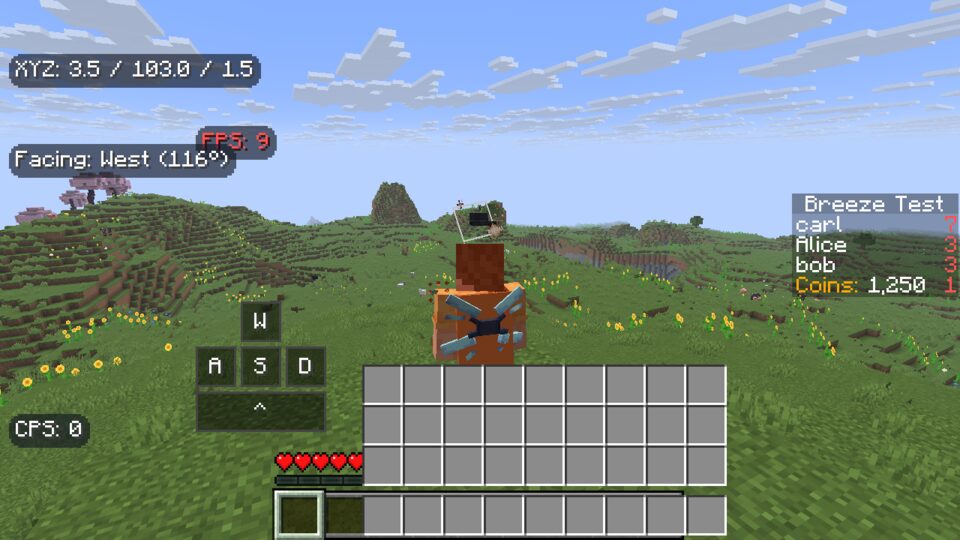 XYZ: 3.5 / 103.0 / 1.5
FPS: 9
Facing: West (116°)
Breeze Test
carl 7
Alice 3
bob 3
Coins: 1,250 1
W
A S D
^
CPS: 0